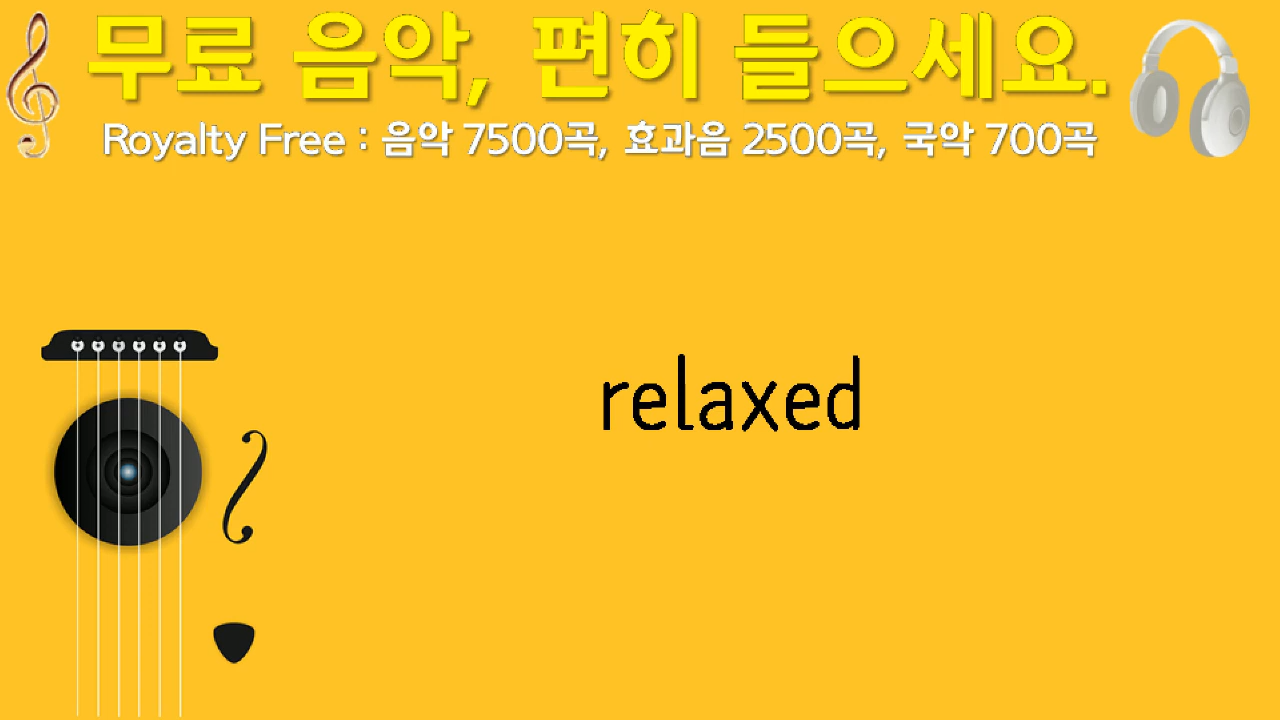 무료 음악, 편히 들으세요.
Royalty Free : 음악 7500곡, 효과음 2500곡, 국악 700곡
relaxed